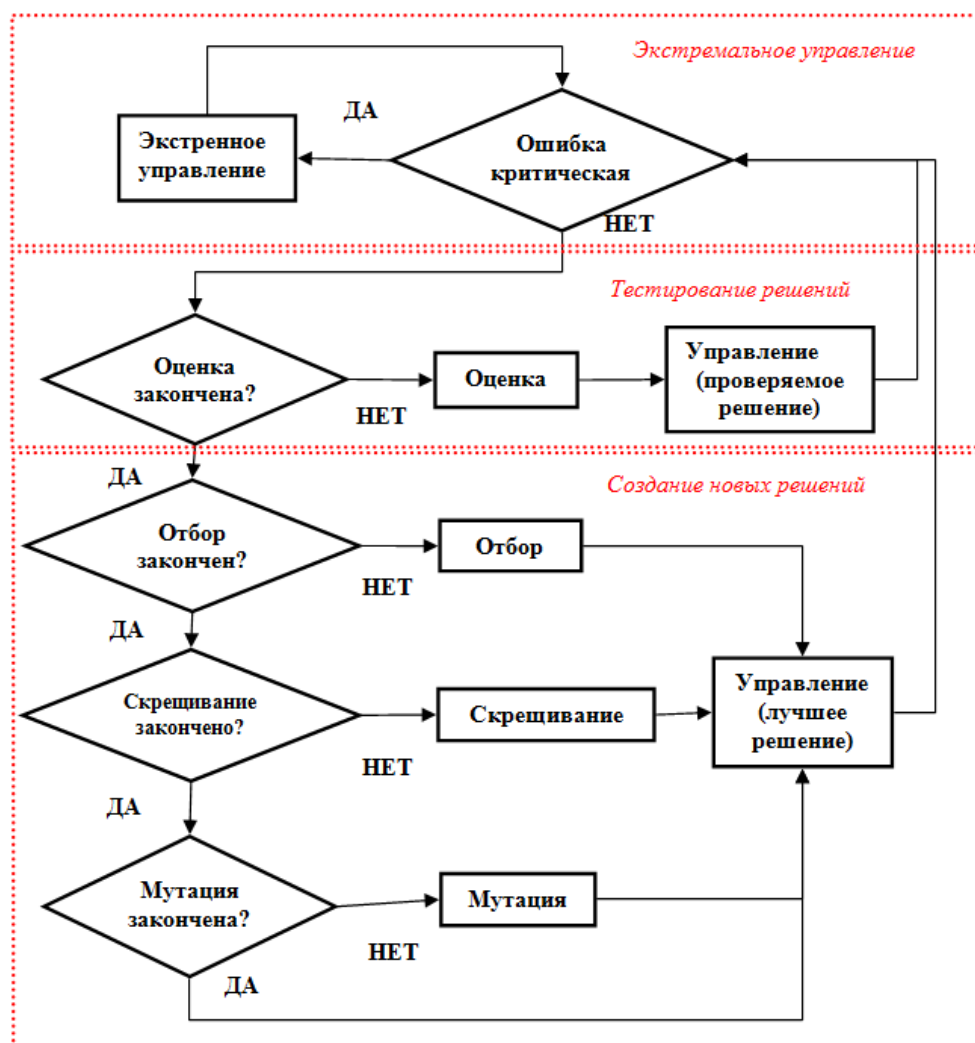 Экстремальное управление
ДА
Экстренное
управление
Ошибка
критическая
НЕТ
Тестирование решений
Оценка
закончена?
НЕТ
Оценка
Управление
(проверяемое
решение)
ДА
Создание новых решений
Отбор
закончен?
НЕТ
Отбор
ДА
Скрещивание
закончено?
НЕТ
Скрещивание
Управление
(лучшее
решение)
ДА
Мутация
закончена?
НЕТ
Мутация
ДА